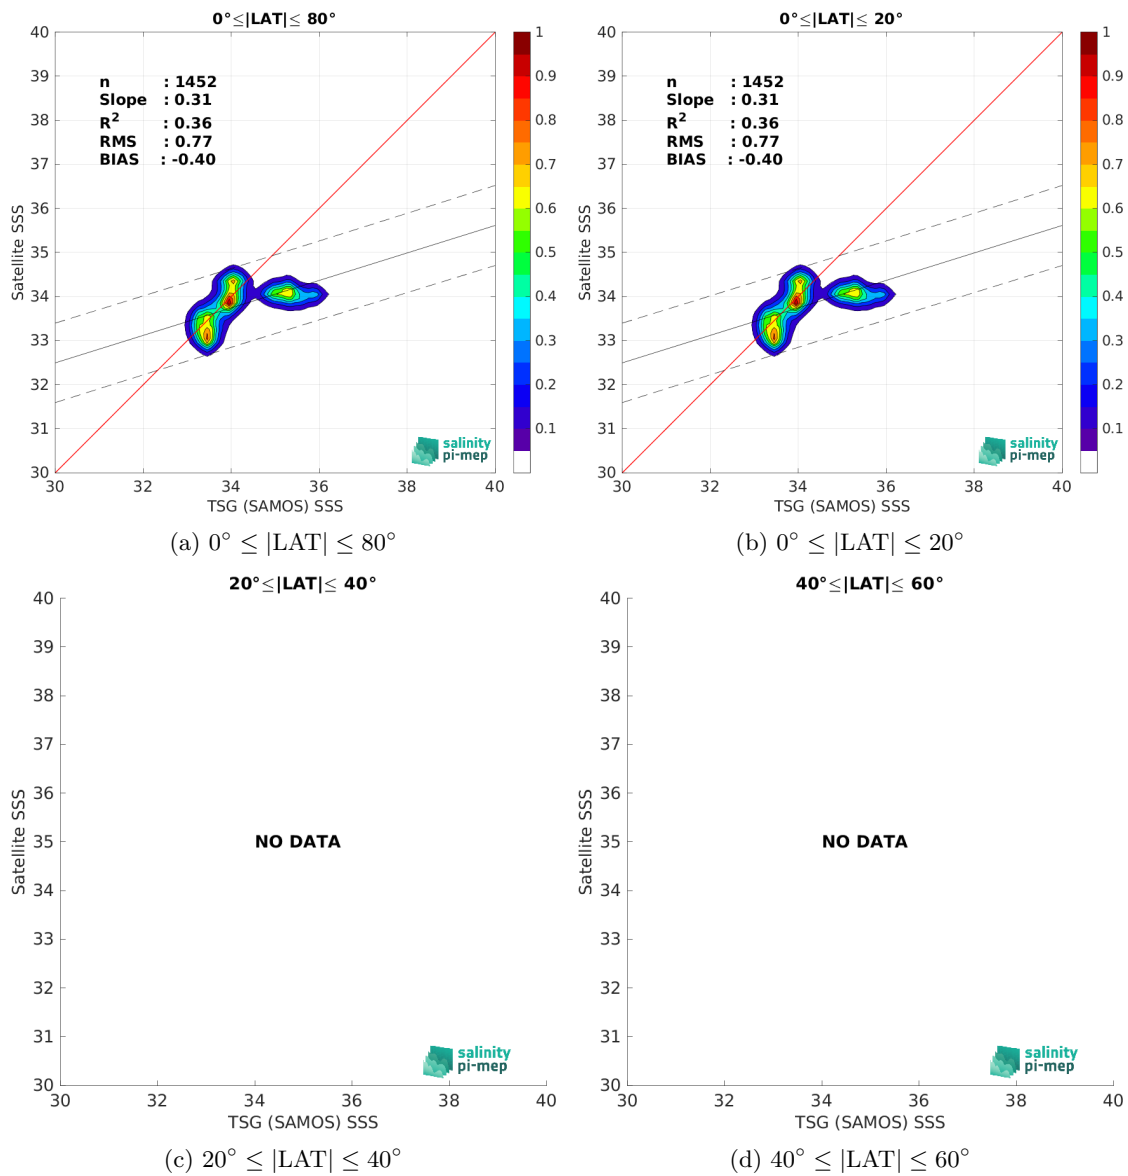 0°≤|LAT|≤ 80°
40
39
38
37
36
35
34
33
32
31
30
Satellite SSS
n : 1452
Slope : 0.31
R² : 0.36
RMS : 0.77
BIAS : -0.40
1
0.9
0.8
0.7
0.6
0.5
0.4
0.3
0.2
0.1
salinity
pi-mep
30 32 34 36 38 40
TSG (SAMOS) SSS
(a) 0° ≤ |LAT| ≤ 80°
0°≤|LAT|≤ 20°
40
39
38
37
36
35
34
33
32
31
30
Satellite SSS
n : 1452
Slope : 0.31
R² : 0.36
RMS : 0.77
BIAS : -0.40
1
0.9
0.8
0.7
0.6
0.5
0.4
0.3
0.2
0.1
salinity
pi-mep
30 32 34 36 38 40
TSG (SAMOS) SSS
(b) 0° ≤ |LAT| ≤ 20°
20°≤|LAT|≤ 40°
40
39
38
37
36
35
34
33
32
31
30
Satellite SSS
NO DATA
salinity
pi-mep
30 32 34 36 38 40
TSG (SAMOS) SSS
(c) 20° ≤ |LAT| ≤ 40°
40°≤|LAT|≤ 60°
40
39
38
37
36
35
34
33
32
31
30
Satellite SSS
NO DATA
salinity
pi-mep
30 32 34 36 38 40
TSG (SAMOS) SSS
(d) 40° ≤ |LAT| ≤ 60°